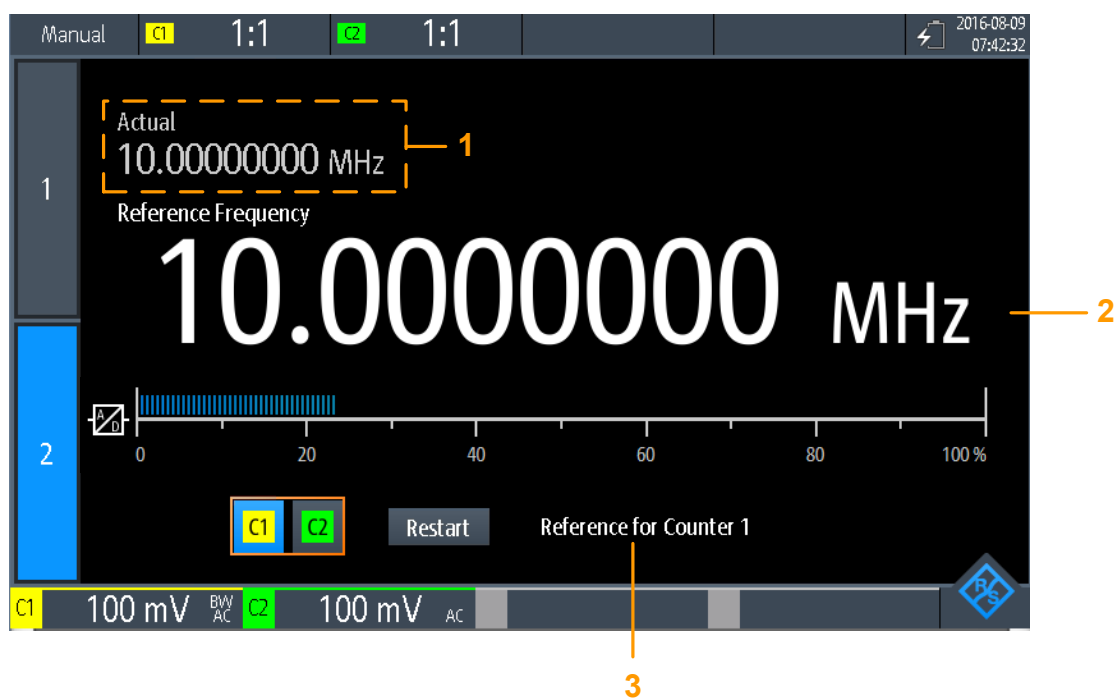 Manual C1 1:1 C2 1:1 2016-08-09
07:42:32
1
Actual
10.00000000 MHz
1
Reference Frequency
10.0000000 MHz
2
A/D
2
0 20 40 60 80 100 %
C1 C2 Restart Reference for Counter 1
C1 100 mV BW AC C2 100 mV AC R&S
3